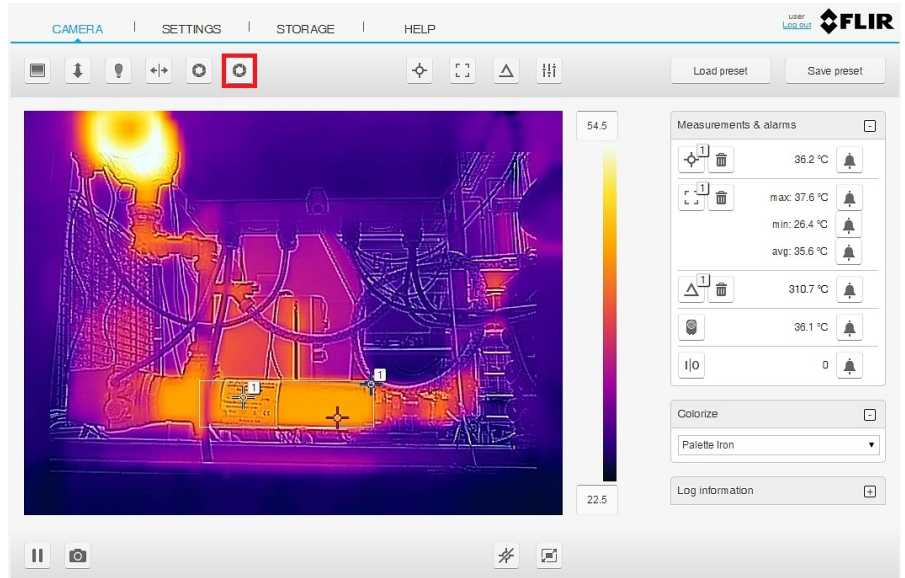 CAMERA
SETTINGS
STORAGE
HELP
user
Log out
FLIR
Load preset
Save preset
54.5
22.5
Measurements & alarms
1
36.2 °C
1
max: 37.6 °C
min: 26.4 °C
avg: 35.6 °C
1
310.7 °C
36.1 °C
I|O
0
Colorize
Palette Iron
Log information
1
1